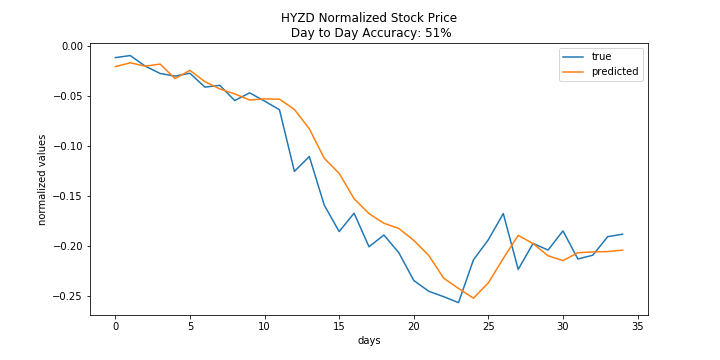 HYZD Normalized Stock Price
Day to Day Accuracy: 51%
true
predicted
normalized values
0.00
−0.05
−0.10
−0.15
−0.20
−0.25
0
5
10
15
20
25
30
35
days